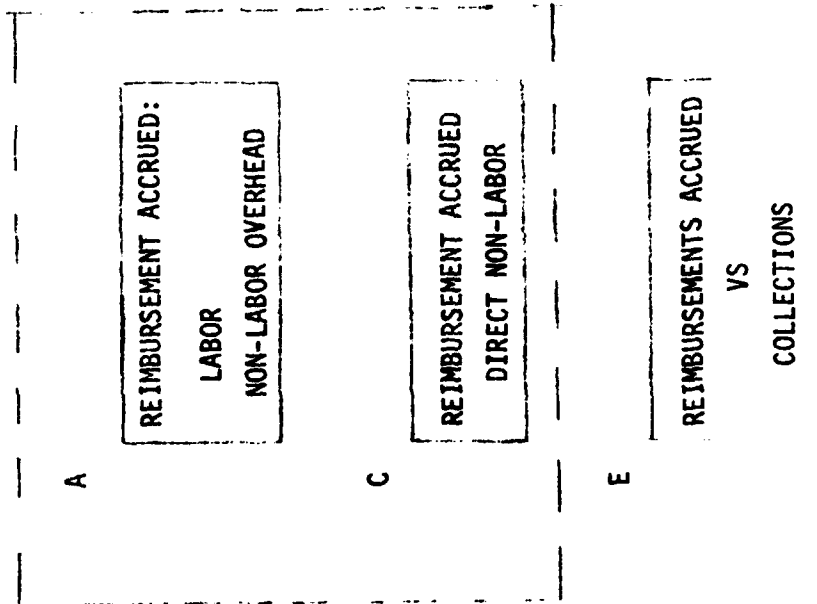 A
REIMBURSEMENT ACCRUED:
LABOR
NON-LABOR OVERHEAD
C
REIMBURSEMENT ACCRUED
DIRECT NON-LABOR
E
REIMBURSEMENTS ACCRUED
VS
COLLECTIONS